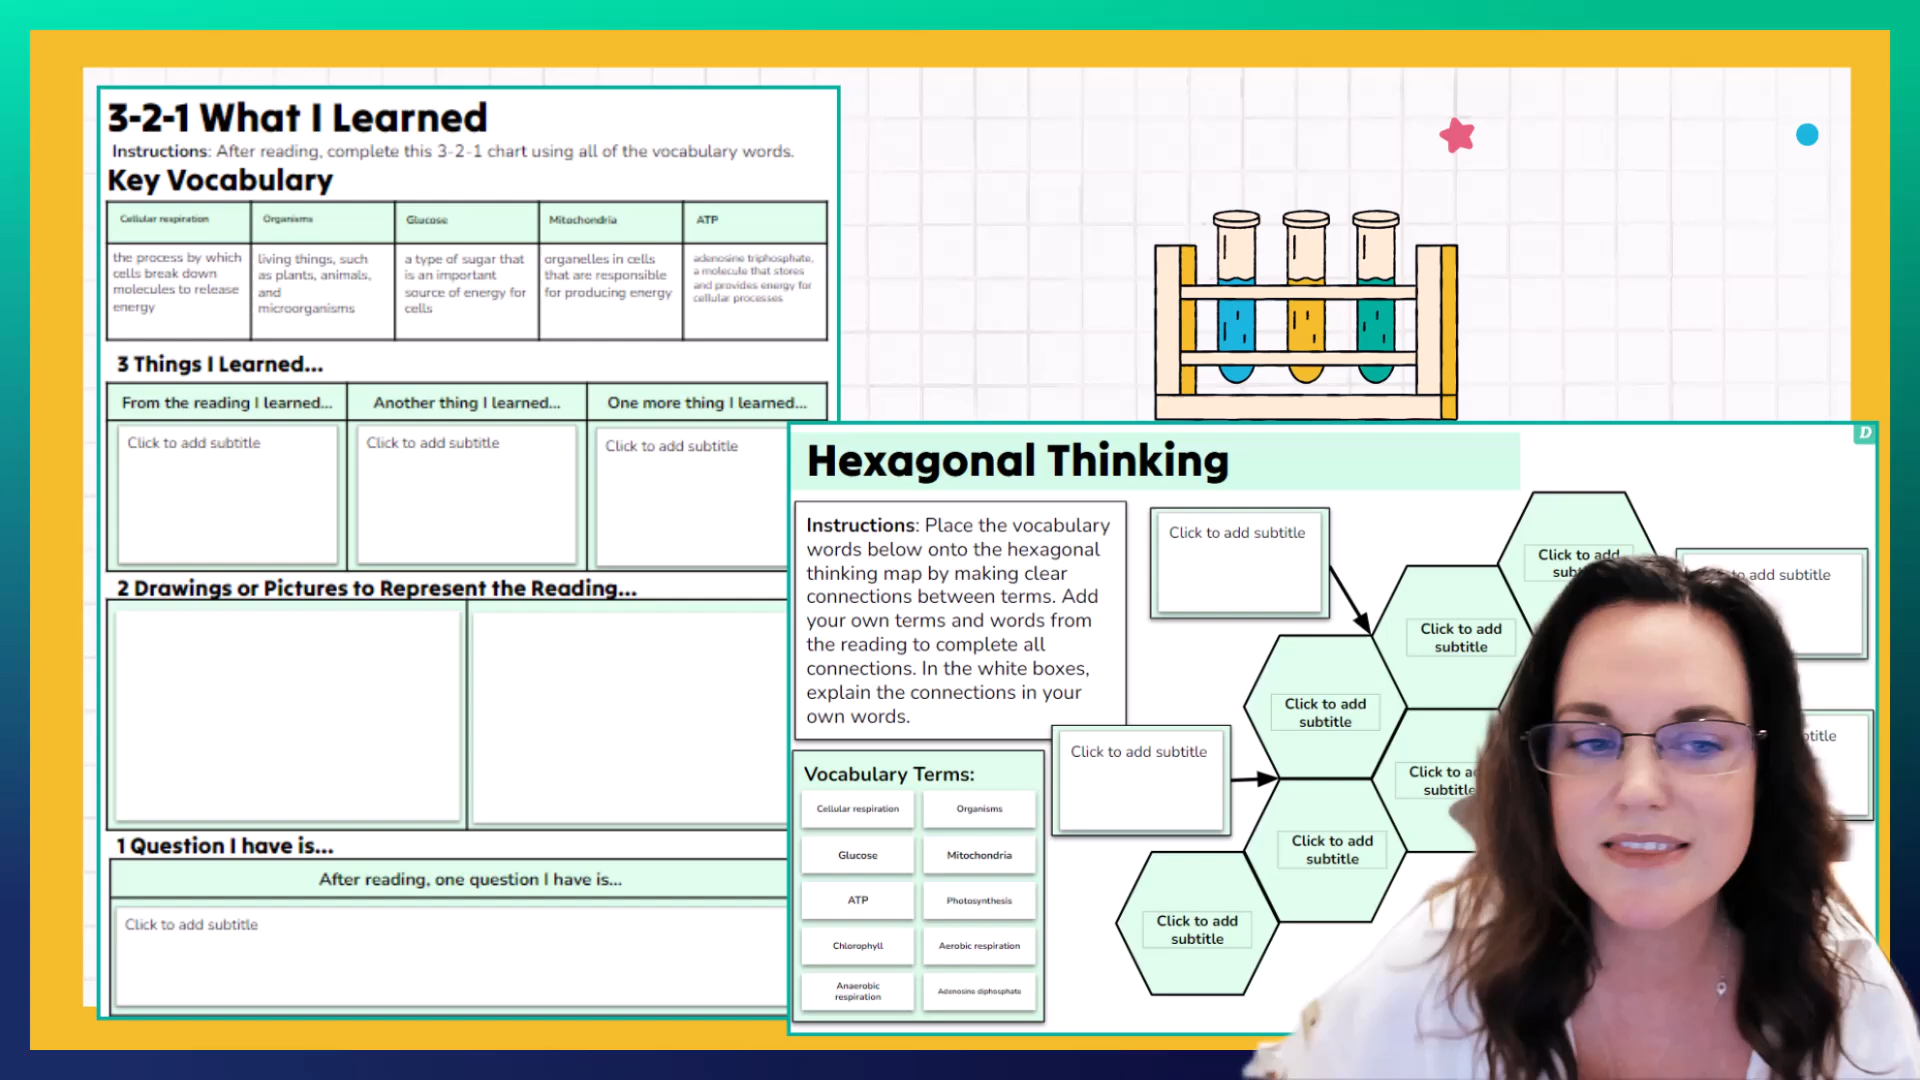 3-2-1 What I Learned
Instructions: After reading, complete this 3-2-1 chart using all of the vocabulary words.
Key Vocabulary
Cellular respiration
Organisms
Glucose
Mitochondria
ATP
the process by which
cells break down
molecules to release
energy
living things, such
as plants, animals,
and
microorganisms
a type of sugar that
is an important
source of energy for
cells
organelles in cells
that are responsible
for producing energy
adenosine triphosphate,
a molecule that stores
and provides energy for
cellular processes
3 Things I Learned...
From the reading I learned...
Another thing I learned...
One more thing I learned...
Click to add subtitle
Click to add subtitle
Click to add subtitle
2 Drawings or Pictures to Represent the Reading...
1 Question I have is...
After reading, one question I have is...
Click to add subtitle
D
Hexagonal Thinking
Instructions: Place the vocabulary
words below onto the hexagonal
thinking map by making clear
connections between terms. Add
your own terms and words from
the reading to complete all
connections. In the white boxes,
explain the connections in your
own words.
Vocabulary Terms:
Cellular respiration
Organisms
Glucose
Mitochondria
ATP
Photosynthesis
Chlorophyll
Aerobic respiration
Anaerobic
respiration
Adenosine diphosphate
Click to add subtitle
Click to add subtitle
Click to add
to add subtitle
Click to add
subtitle
Click to add
subtitle
Click to
subtitle
Click to add
subtitle
Click to add
subtitle